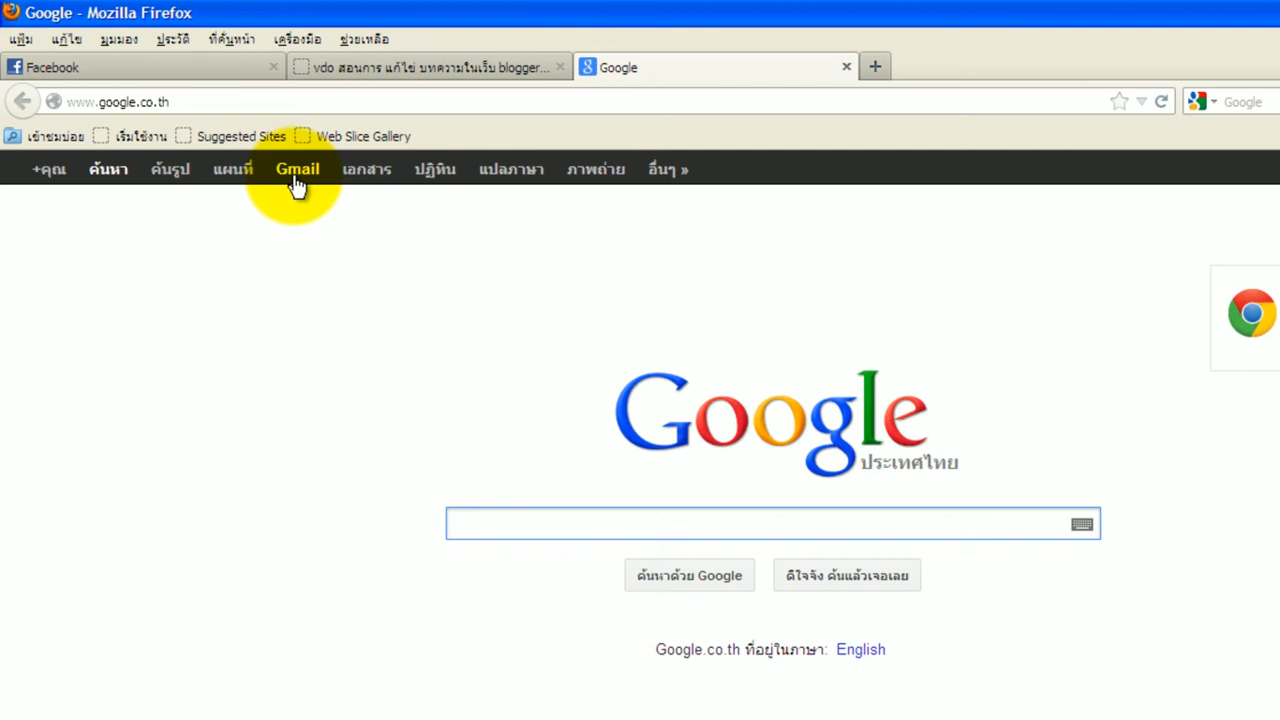 Google - Mozilla Firefox
แฟ้ม แก้ไข มุมมอง ประวัติ ที่คั่นหน้า เครื่องมือ ช่วยเหลือ
Facebook vdo สอนการ แก้ไข่ บทความในเว็บ blogger... Google
www.google.co.th Google
เข้าชมบ่อย เริ่มใช้งาน Suggested Sites Web Slice Gallery
+คุณ ค้นหา ค้นรูป แผนที่ Gmail เอกสาร ปฏิทิน แปลภาษา ภาพถ่าย อื่นๆ »
Google
ประเทศไทย
ค้นหาด้วย Google ดีใจจัง ค้นแล้วเจอเลย
Google.co.th ที่อยู่ในภาษา: English